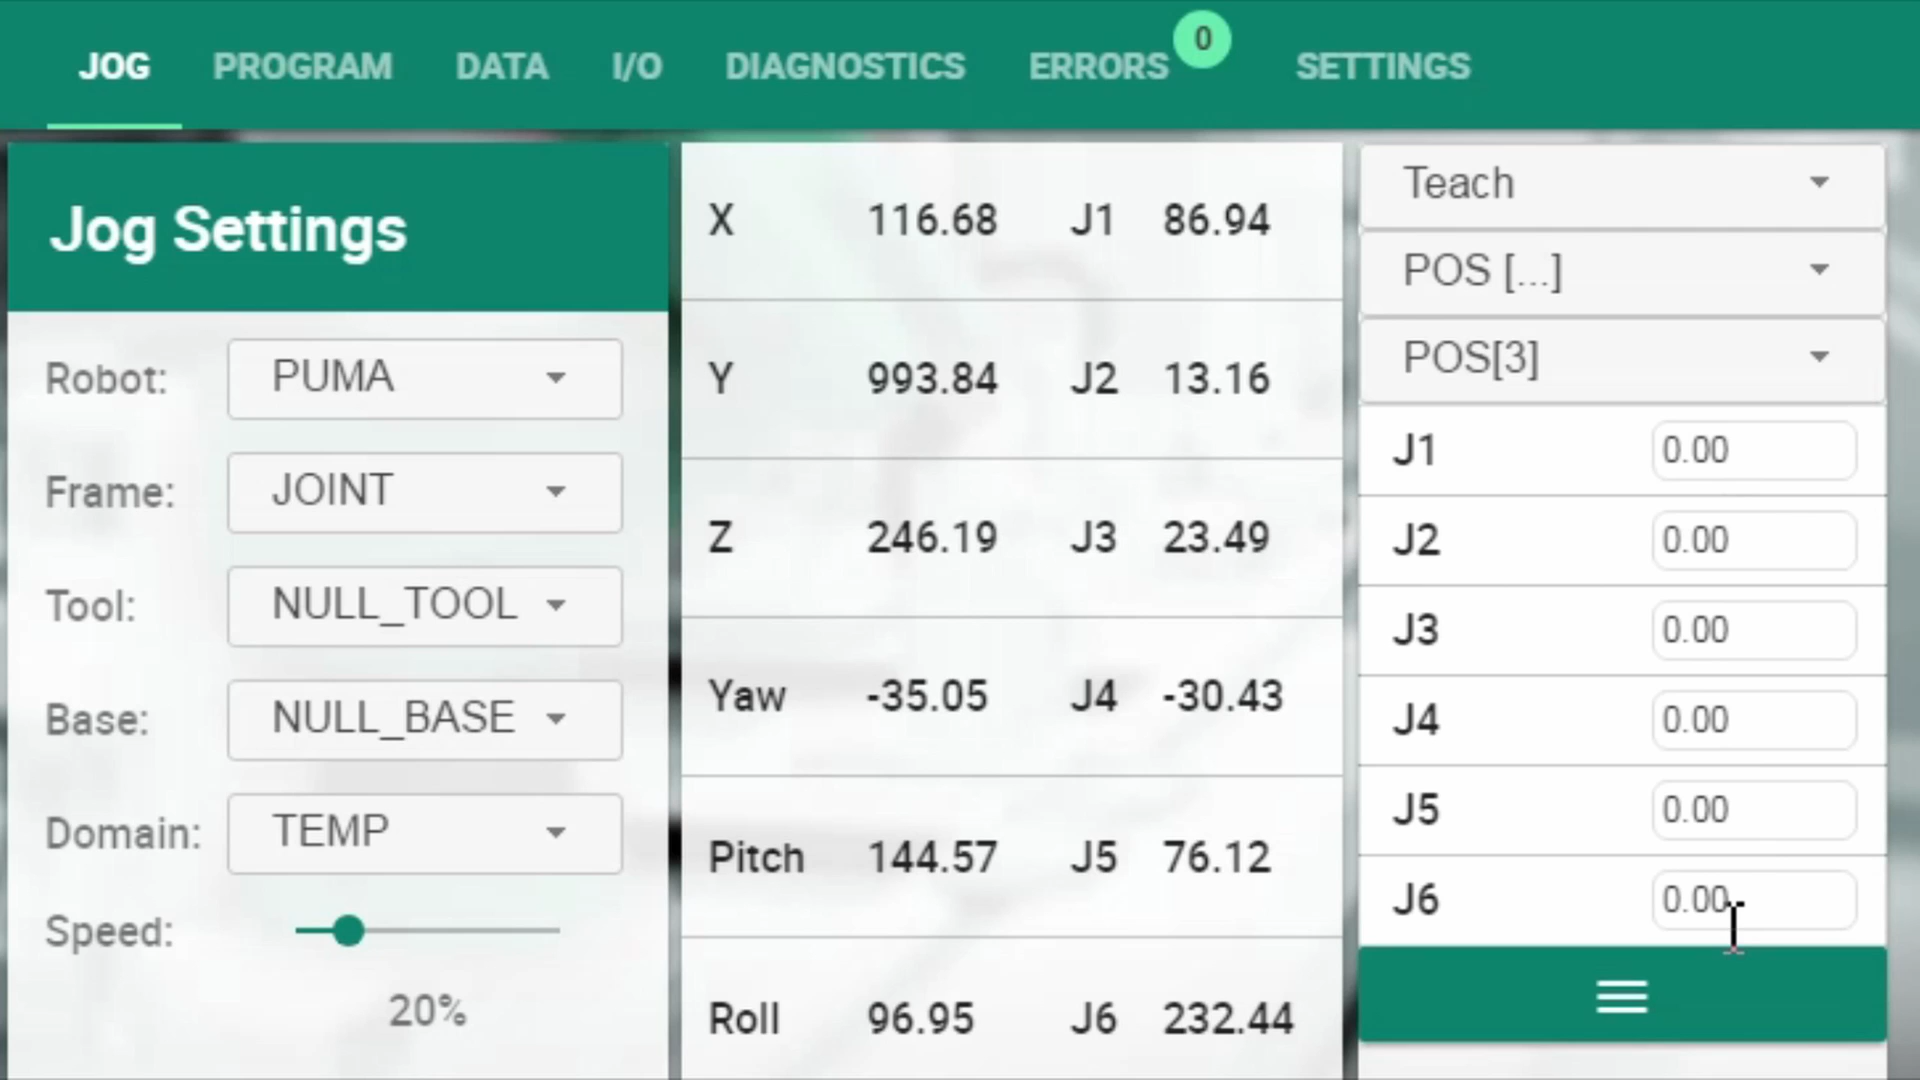 JOG PROGRAM DATA I/O DIAGNOSTICS ERRORS 0 SETTINGS
Jog Settings
Robot: PUMA
Frame: JOINT
Tool: NULL_TOOL
Base: NULL_BASE
Domain: TEMP
Speed:
20%
X 116.68 J1 86.94
Y 993.84 J2 13.16
Z 246.19 J3 23.49
Yaw -35.05 J4 -30.43
Pitch 144.57 J5 76.12
Roll 96.95 J6 232.44
Teach
POS [...]
POS[3]
J1 0.00
J2 0.00
J3 0.00
J4 0.00
J5 0.00
J6 0.00